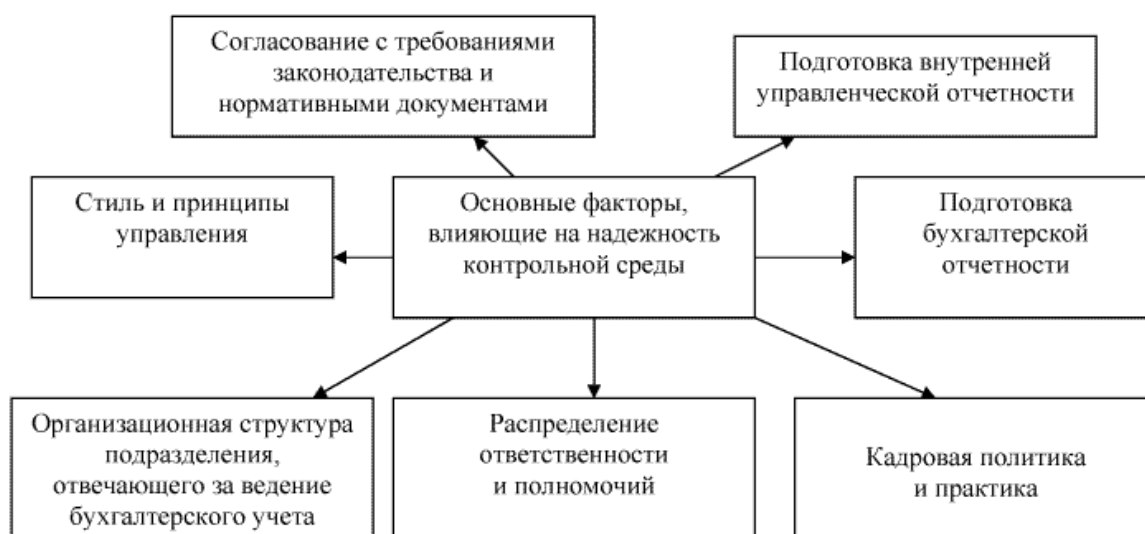 Согласование с требованиями
законодательства и
нормативными документами
Подготовка внутренней
управленческой отчетности
Стиль и принципы
управления
Основные факторы,
влияющие на надежность
контрольной среды
Подготовка
бухгалтерской
отчетности
Организационная структура
подразделения,
отвечающего за ведение
бухгалтерского учета
Распределение
ответственности
и полномочий
Кадровая политика
и практика